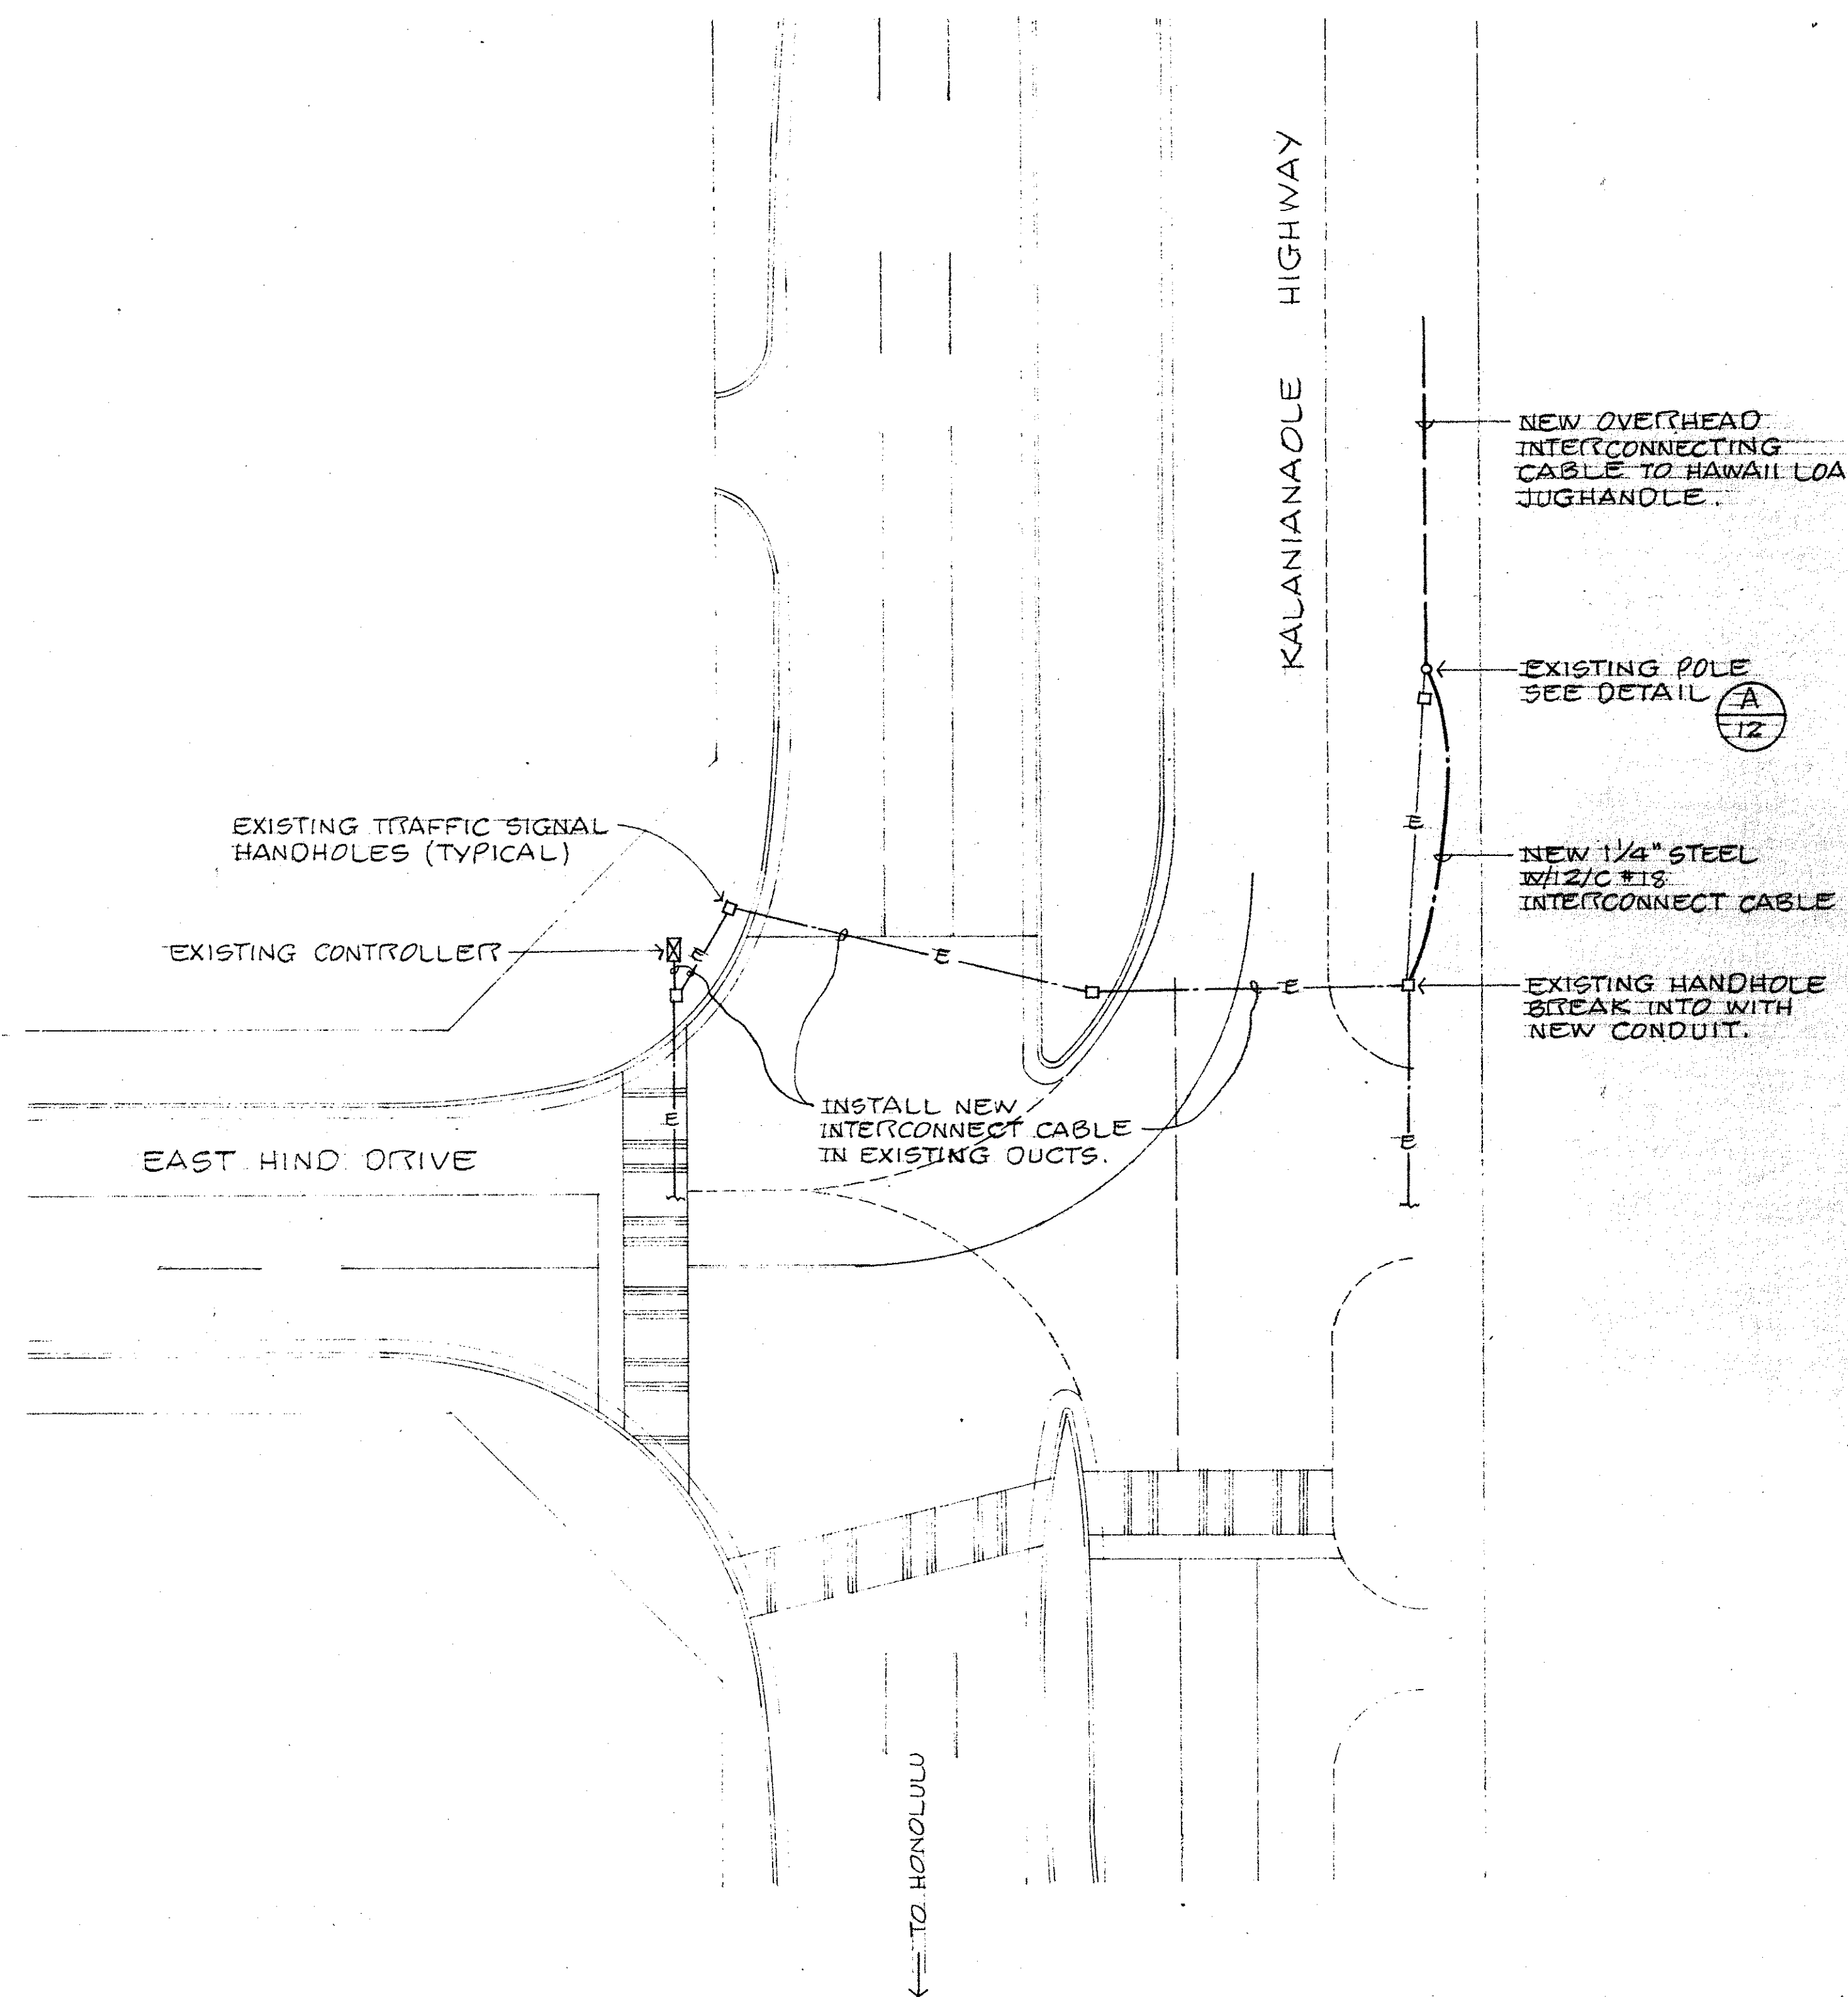 KALANIANAOLE HIGHWAY
NEW OVERHEAD
INTERCONNECTING
CABLE TO HAWAII LOA
JUGHANDLE.
EXISTING POLE
SEE DETAIL
A
12
E
NEW 1 1/4" STEEL
W/12/C #18
INTERCONNECT CABLE
EXISTING TRAFFIC SIGNAL
HANDHOLES (TYPICAL)
EXISTING CONTROLLER
E
E
E
EXISTING HANDHOLE
BREAK INTO WITH
NEW CONDUIT.
INSTALL NEW
INTERCONNECT CABLE
IN EXISTING DUCTS.
E
E
EAST HIND DRIVE
TO HONOLULU